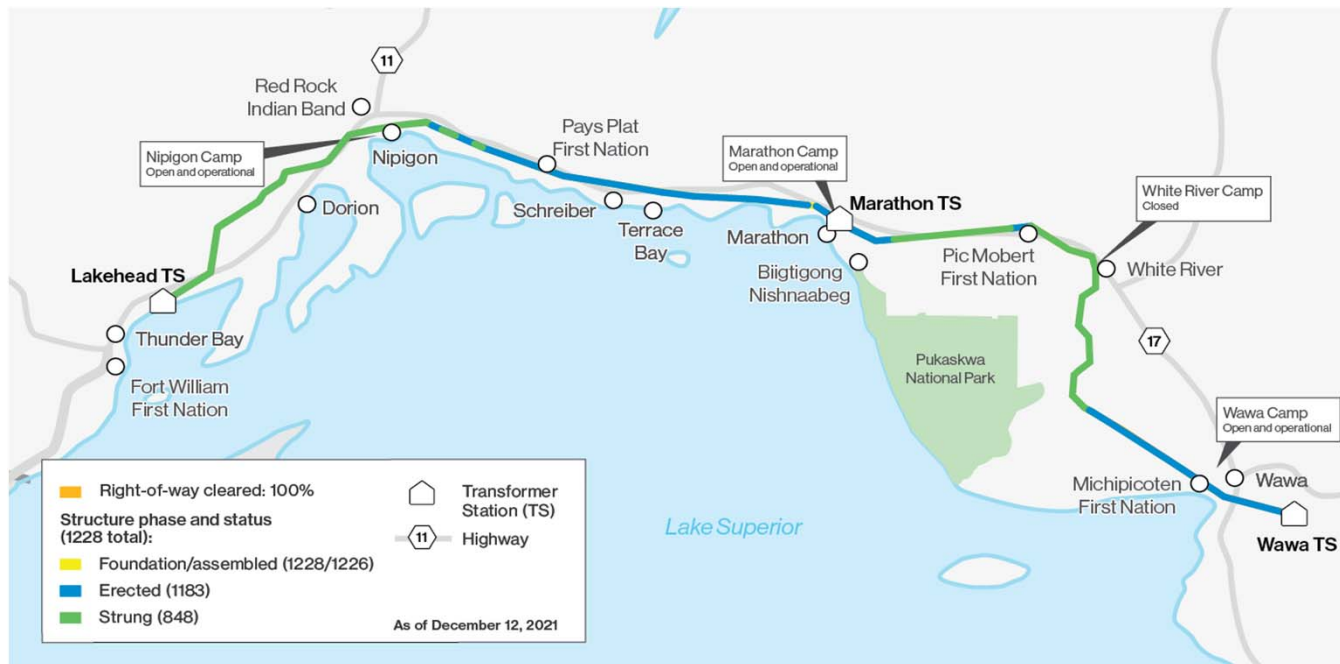 11
Red Rock
Indian Band
Nipigon Camp
Open and operational
Nipigon
Pays Plat
First Nation
Marathon Camp
Open and operational
White River Camp
Closed
Dorion
Schreiber
Terrace
Bay
Marathon TS
Marathon
Biigtigong
Nishnaabeg
Pic Mobert
First Nation
White River
Lakehead TS
Thunder Bay
Fort William
First Nation
Pukaskwa
National Park
17
Wawa Camp
Open and operational
Michipicoten
First Nation
Wawa
Wawa TS
Lake Superior
Right-of-way cleared: 100%
Structure phase and status
(1228 total):
Foundation/assembled (1228/1226)
Erected (1183)
Strung (848)
Transformer
Station (TS)
11 Highway
As of December 12, 2021